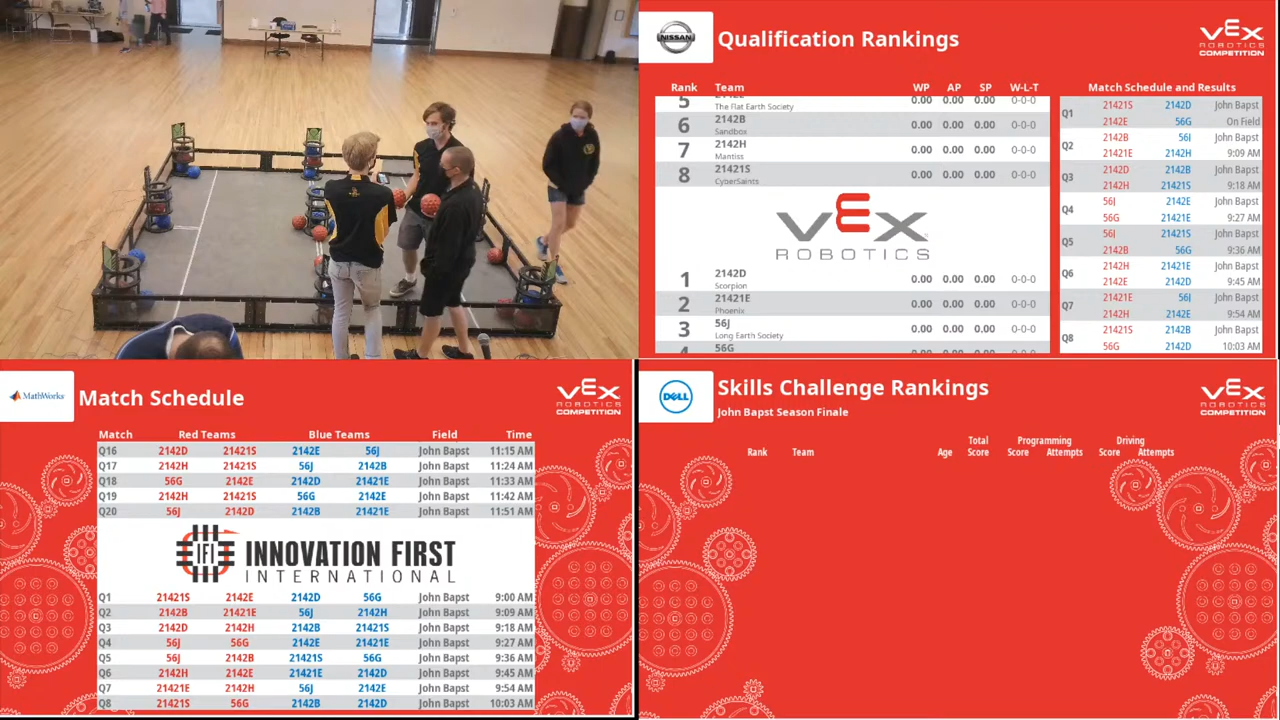 NISSAN
Qualification Rankings
VEX
ROBOTICS
COMPETITION
Rank Team WP AP SP W-L-T
5 The Flat Earth Society 0.00 0.00 0.00 0-0-0
6 2142B Sandbox 0.00 0.00 0.00 0-0-0
7 2142H Mantiss 0.00 0.00 0.00 0-0-0
8 21421S CyberSaints 0.00 0.00 0.00 0-0-0
VEX
ROBOTICS
1 2142D Scorpion 0.00 0.00 0.00 0-0-0
2 21421E Phoenix 0.00 0.00 0.00 0-0-0
3 56J Long Earth Society 0.00 0.00 0.00 0-0-0
4 56G
Match Schedule and Results
Q1 21421S 2142D John Bapst
2142E 56G On Field
Q2 2142B 56J John Bapst
21421E 2142H 9:09 AM
Q3 2142D 2142B John Bapst
2142H 21421S 9:18 AM
Q4 56J 2142E John Bapst
56G 21421E 9:27 AM
Q5 56J 21421S John Bapst
2142B 56G 9:36 AM
Q6 2142H 21421E John Bapst
2142E 2142D 9:45 AM
Q7 21421E 56J John Bapst
2142H 2142E 9:54 AM
Q8 21421S 2142B John Bapst
56G 2142D 10:03 AM
MathWorks
Match Schedule
VEX
ROBOTICS
COMPETITION
Match Red Teams Blue Teams Field Time
Q16 2142D 21421S 2142E 56J John Bapst 11:15 AM
Q17 2142H 21421S 56J 2142B John Bapst 11:24 AM
Q18 56G 2142E 2142D 21421E John Bapst 11:33 AM
Q19 2142H 21421S 56G 2142E John Bapst 11:42 AM
Q20 56J 2142D 2142B 21421E John Bapst 11:51 AM
IFI INNOVATION FIRST
INTERNATIONAL
Q1 21421S 2142E 2142D 56G John Bapst 9:00 AM
Q2 2142B 21421E 56J 2142H John Bapst 9:09 AM
Q3 2142D 2142H 2142B 21421S John Bapst 9:18 AM
Q4 56J 56G 2142E 21421E John Bapst 9:27 AM
Q5 56J 2142B 21421S 56G John Bapst 9:36 AM
Q6 2142H 2142E 21421E 2142D John Bapst 9:45 AM
Q7 21421E 2142H 56J 2142E John Bapst 9:54 AM
Q8 21421S 56G 2142B 2142D John Bapst 10:03 AM
DELL
Skills Challenge Rankings
John Bapst Season Finale
VEX
ROBOTICS
COMPETITION
Total Programming Driving
Rank Team Age Score Score Attempts Score Attempts